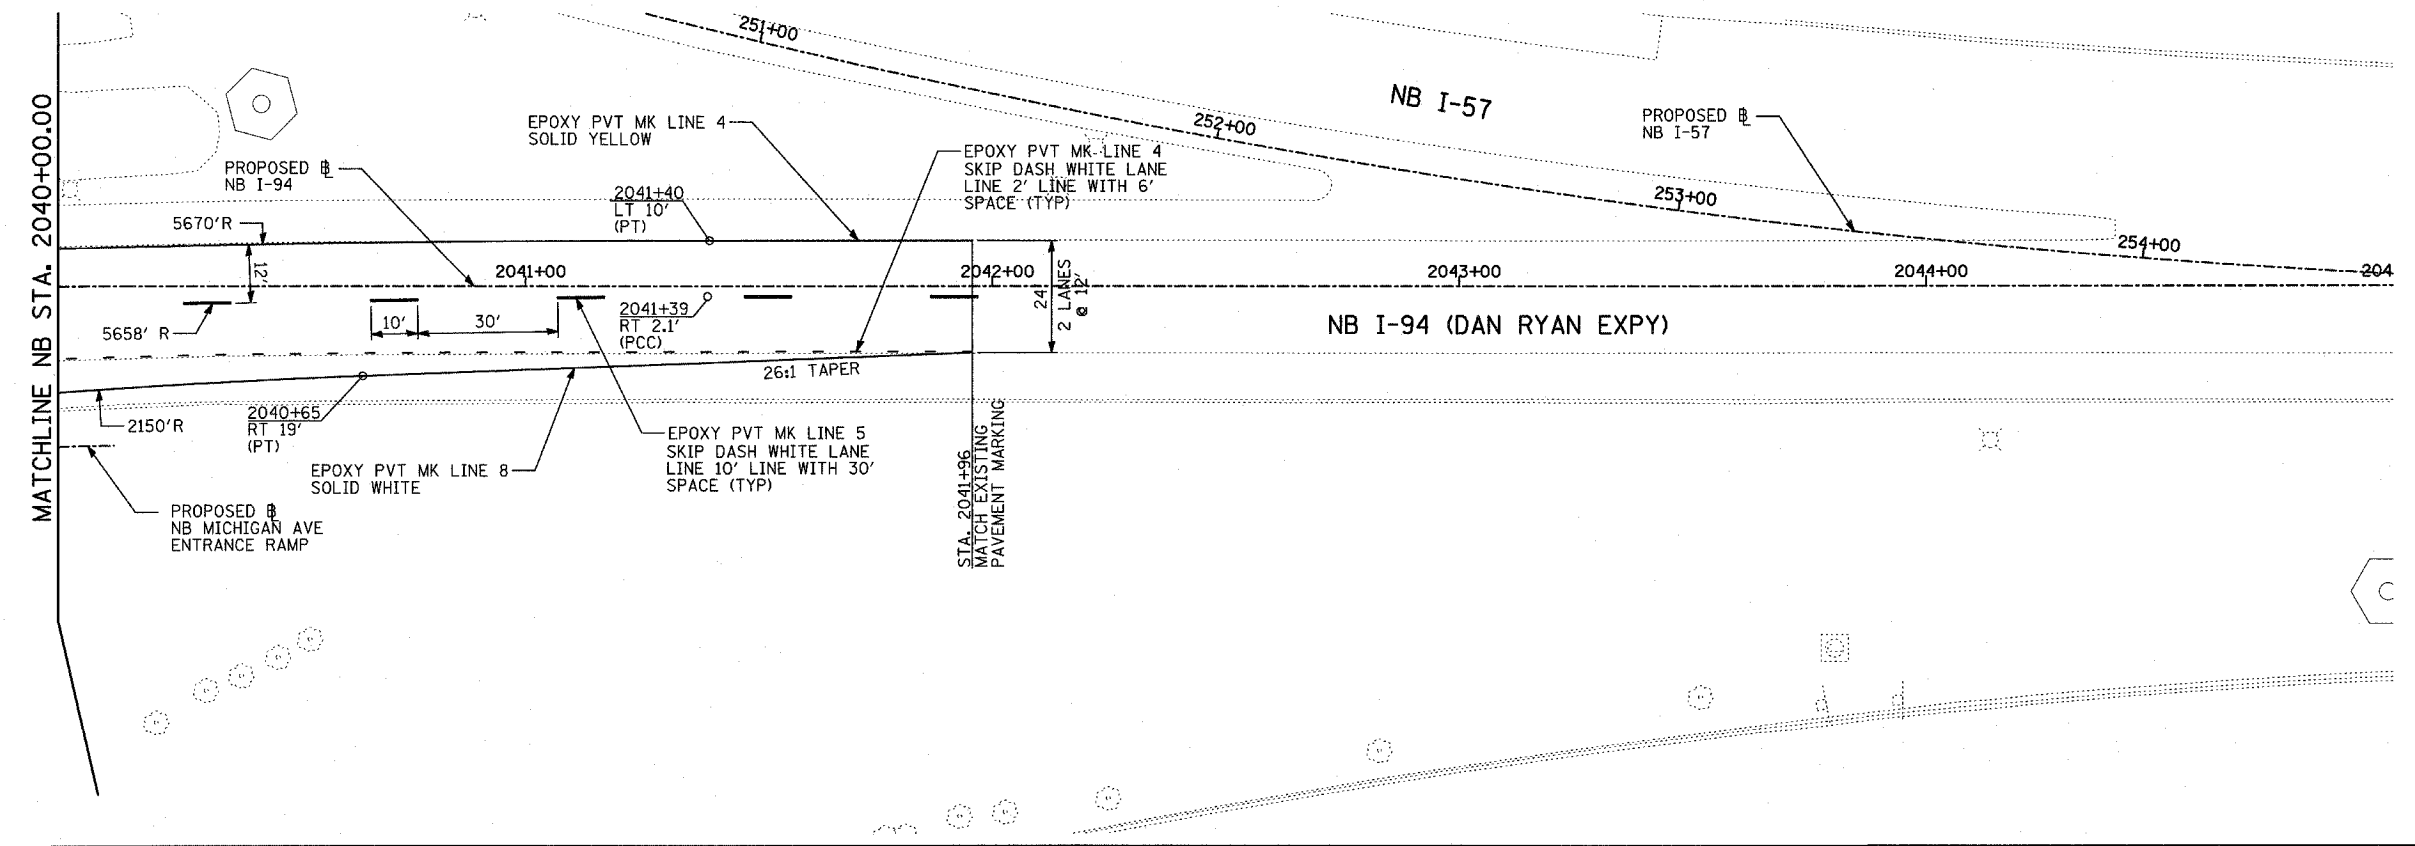 MATCHLINE NB STA. 2040+00.00
251+00
252+00
253+00
254+00
NB I-57
PROPOSED ⅊
NB I-57
PROPOSED ⅊
NB I-94
EPOXY PVT MK LINE 4
SOLID YELLOW
EPOXY PVT MK LINE 4
SKIP DASH WHITE LANE
LINE 2' LINE WITH 6'
SPACE (TYP)
5670'R
2041+40
LT 10'
(PT)
12'
2041+00
2042+00
2043+00
2044+00
204
5658' R
10'
30'
2041+39
RT 2.1'
(PCC)
24
2 LANES
@ 12'
NB I-94 (DAN RYAN EXPY)
26:1 TAPER
2150'R
2040+65
RT 19'
(PT)
EPOXY PVT MK LINE 8
SOLID WHITE
EPOXY PVT MK LINE 5
SKIP DASH WHITE LANE
LINE 10' LINE WITH 30'
SPACE (TYP)
STA. 2041+96
MATCH EXISTING
PAVEMENT MARKING
PROPOSED ⅊
NB MICHIGAN AVE
ENTRANCE RAMP